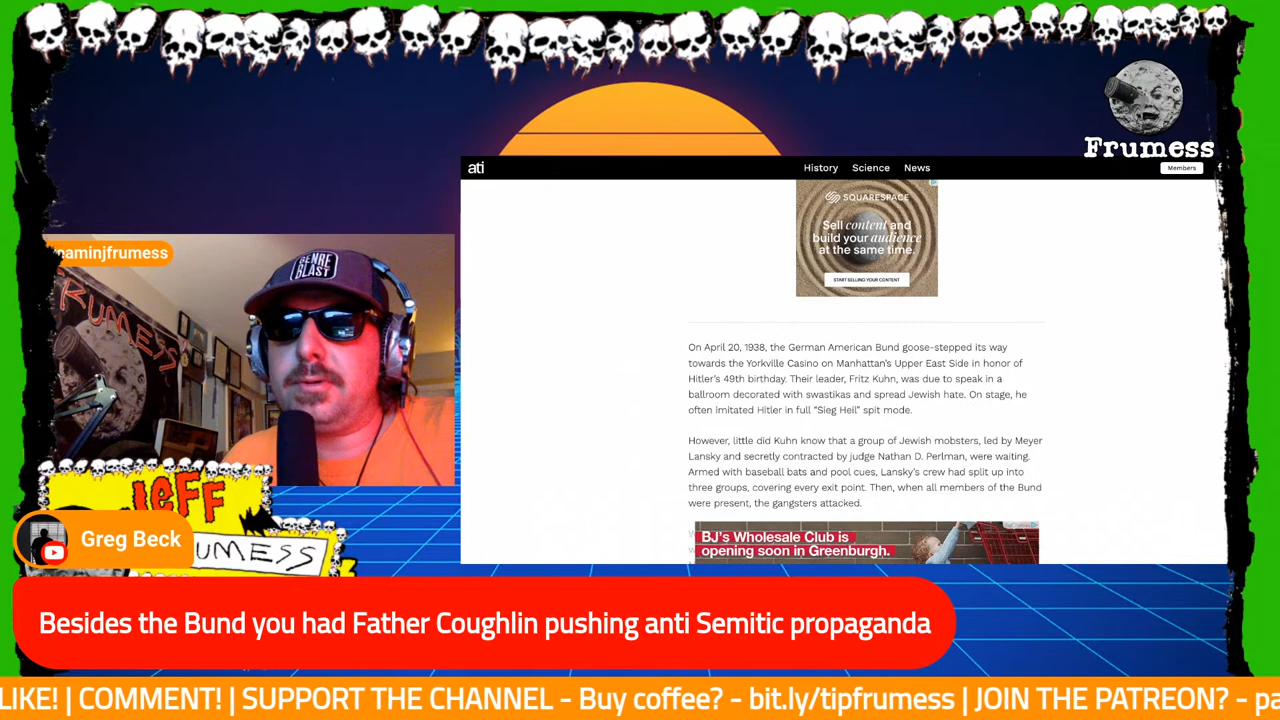 Frumess
ati
History Science News
Members
f
SQUARESPACE
Sell content and
build your audience
at the same time.
START SELLING YOUR CONTENT
aminjfrumess
GENRE
BLAST
FRUMESS
On April 20, 1938, the German American Bund goose-stepped its way
towards the Yorkville Casino on Manhattan's Upper East Side in honor of
Hitler's 49th birthday. Their leader, Fritz Kuhn, was due to speak in a
ballroom decorated with swastikas and spread Jewish hate. On stage, he
often imitated Hitler in full “Sieg Heil” spit mode.
However, little did Kuhn know that a group of Jewish mobsters, led by Meyer
Lansky and secretly contracted by judge Nathan D. Perlman, were waiting.
Armed with baseball bats and pool cues, Lansky's crew had split up into
three groups, covering every exit point. Then, when all members of the Bund
were present, the gangsters attacked.
BJ's Wholesale Club is
opening soon in Greenburgh.
JEFF
RUMESS
Greg Beck
Besides the Bund you had Father Coughlin pushing anti Semitic propaganda
LIKE! | COMMENT! | SUPPORT THE CHANNEL - Buy coffee? - bit.ly/tipfrumess | JOIN THE PATREON? - pa